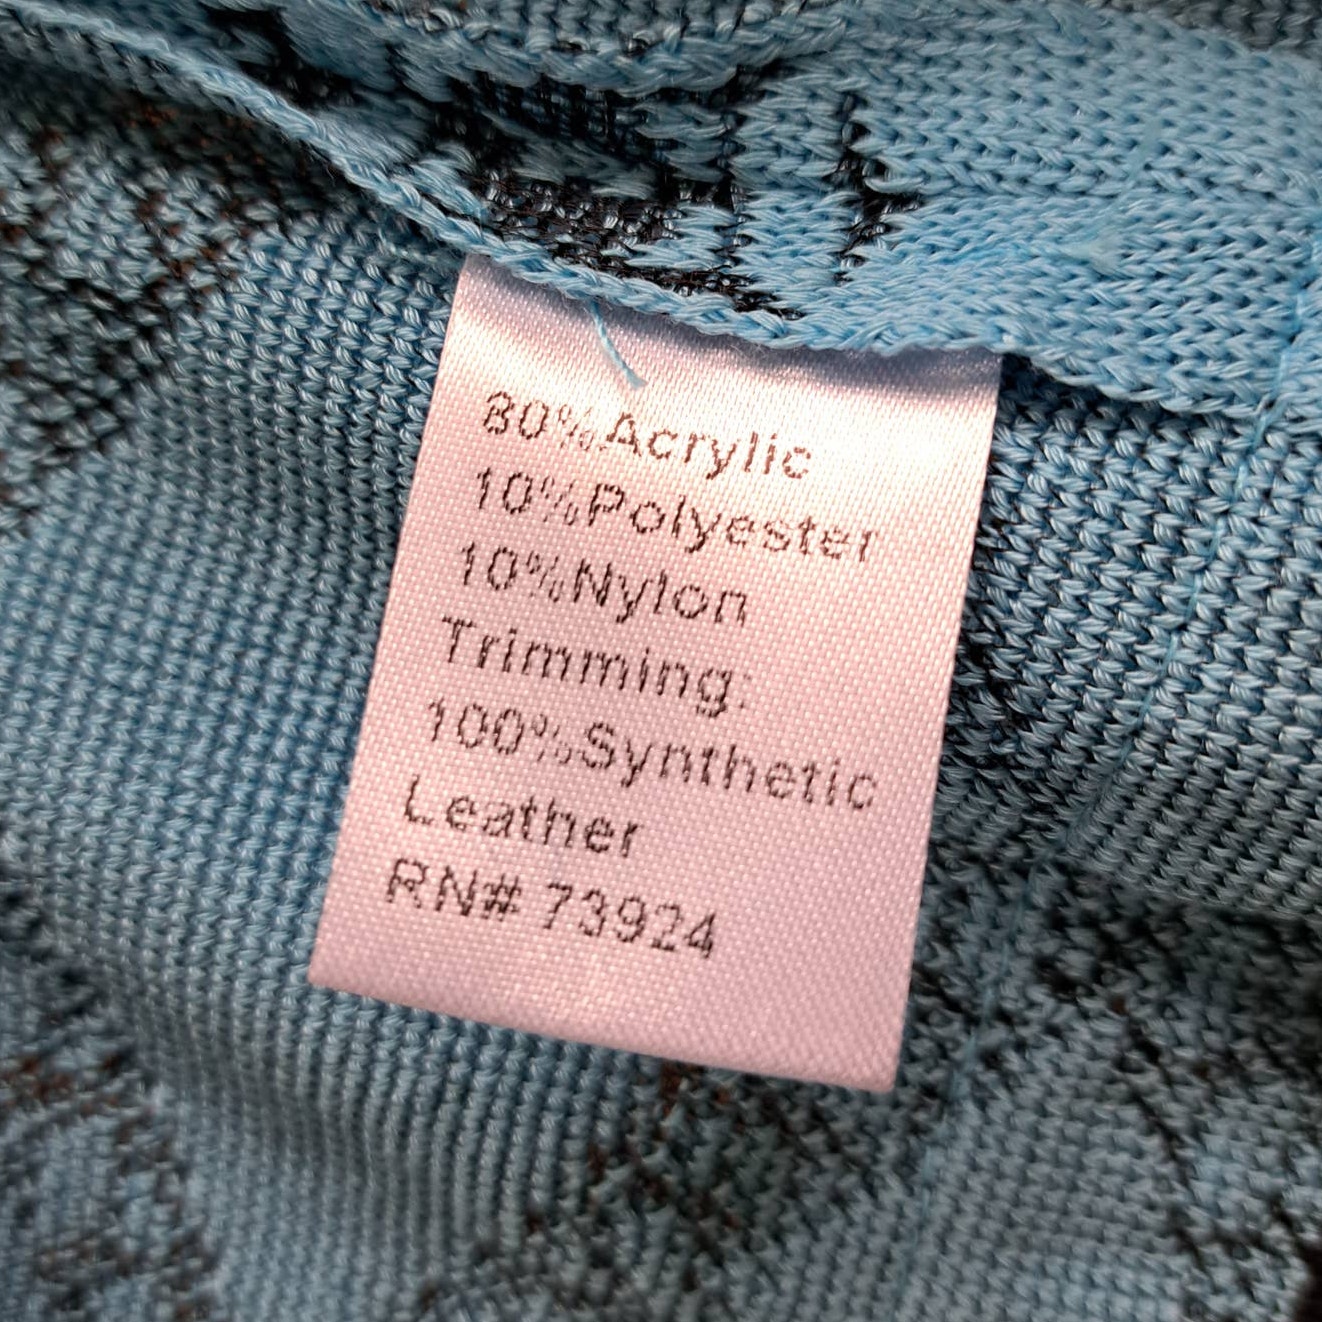 80%Acrylic
10%Polyester
10%Nylon
Trimming:
100%Synthetic
Leather
RN# 73924